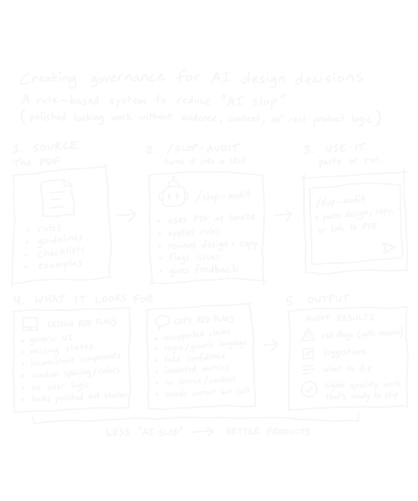 Creating governance for AI design decisions
A rule-based system to reduce "AI slop"
(polished looking work without evidence, context, or real product logic)
1. SOURCE
the PDF
rules
guidelines
checklists
examples
2. /SLOP-AUDIT
turns it into a skill
/slop-audit
uses PDF as source
applies rules
reviews design + copy
flags issues
gives feedback
3. USE IT
paste or run
/slop-audit
+ paste design, copy,
or link to PDF
4. WHAT IT LOOKS FOR
DESIGN RED FLAGS
generic UI
missing states
inconsistent components
random spacing/colors
no user logic
looks polished but shallow
COPY RED FLAGS
unsupported claims
vague/generic language
fake confidence
invented metrics
no source/context
5. OUTPUT
AUDIT RESULTS
red flags (with reasons)
suggestions
what to fix
higher quality work
that's ready to ship
LESS "AI SLOP" → BETTER PRODUCTS